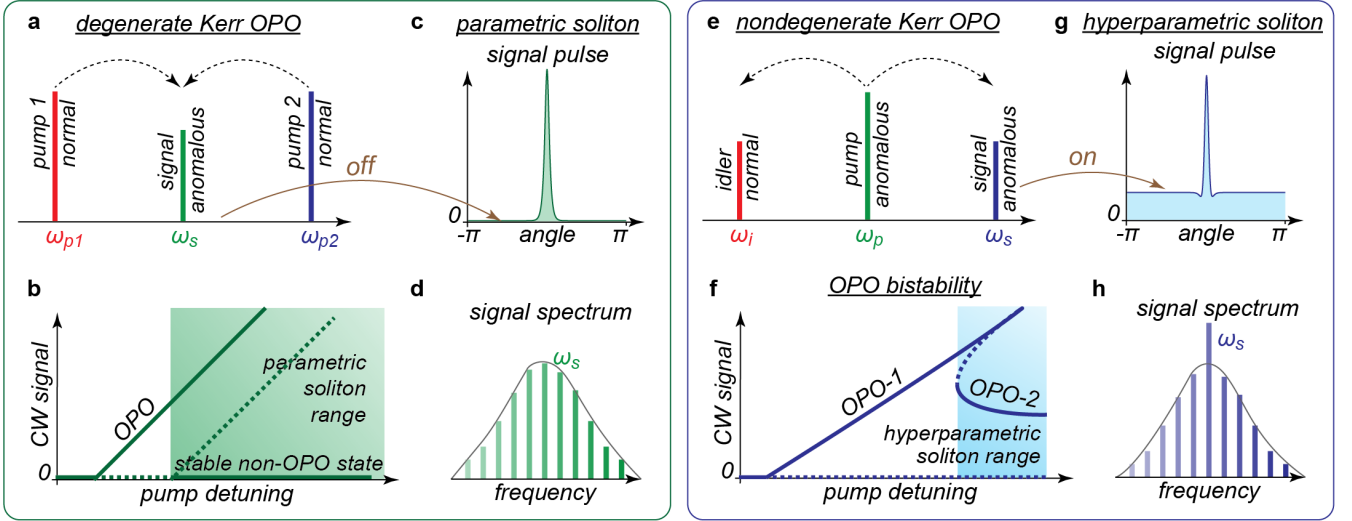 a degenerate Kerr OPO
pump 1
normal
signal
anomalous
pump 2
normal
off
ωp1
ωs
ωp2
c parametric soliton
signal pulse
0
-π
angle
π
b
CW signal
OPO
parametric
soliton
range
stable non-OPO state
0
pump detuning
d
signal spectrum
ωs
frequency
e nondegenerate Kerr OPO
idler
normal
pump
anomalous
signal
anomalous
on
ωi
ωp
ωs
g hyperparametric soliton
signal pulse
0
-π
angle
π
f OPO bistability
CW signal
OPO-1
OPO-2
hyperparametric
soliton range
0
pump detuning
h
signal spectrum
ωs
frequency